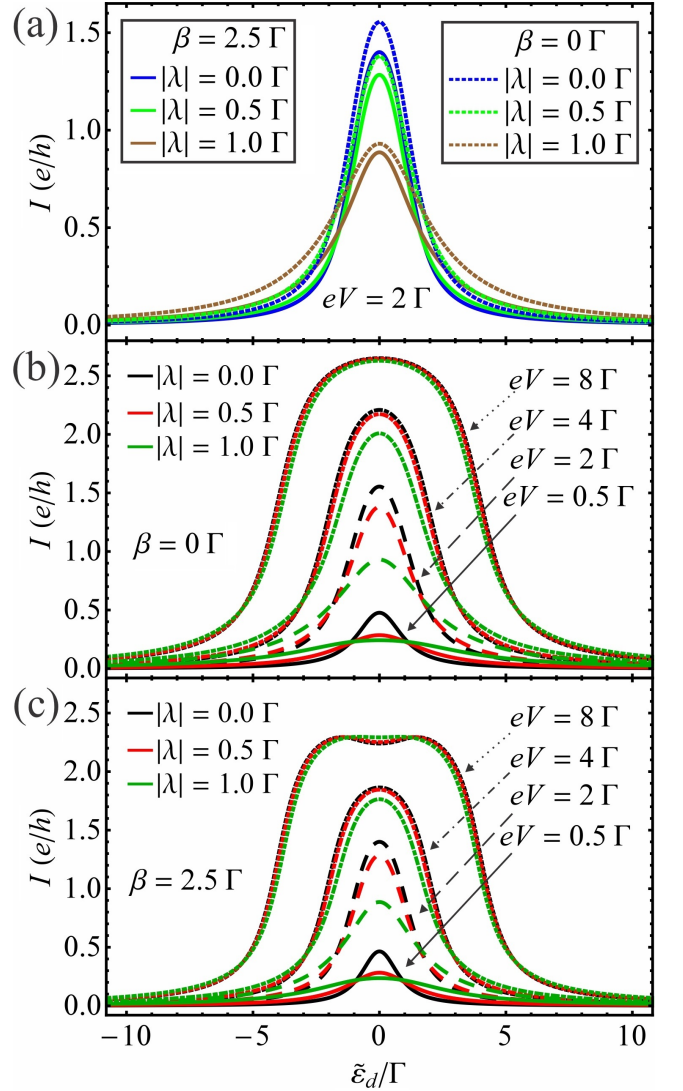 (a)
β = 2.5 Γ
|λ| = 0.0 Γ
|λ| = 0.5 Γ
|λ| = 1.0 Γ
β = 0 Γ
|λ| = 0.0 Γ
|λ| = 0.5 Γ
|λ| = 1.0 Γ
eV = 2 Γ
I (e/h)
1.5
1.0
0.5
0.0
(b)
|λ| = 0.0 Γ
|λ| = 0.5 Γ
|λ| = 1.0 Γ
eV = 8 Γ
eV = 4 Γ
eV = 2 Γ
eV = 0.5 Γ
β = 0 Γ
I (e/h)
2.5
2.0
1.5
1.0
0.5
0.0
(c)
|λ| = 0.0 Γ
|λ| = 0.5 Γ
|λ| = 1.0 Γ
eV = 8 Γ
eV = 4 Γ
eV = 2 Γ
eV = 0.5 Γ
β = 2.5 Γ
I (e/h)
2.5
2.0
1.5
1.0
0.5
0.0
−10 −5 0 5 10
ε̃d/Γ